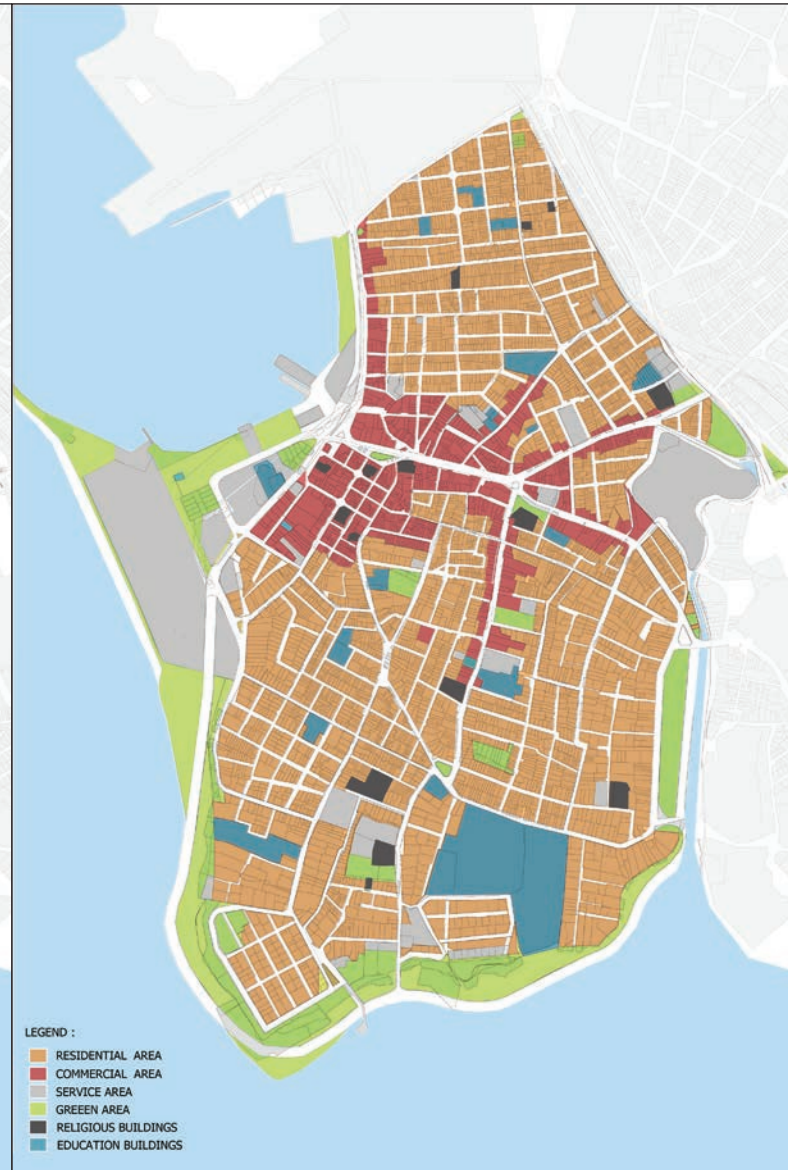 LEGEND :
RESIDENTIAL AREA
COMMERCIAL AREA
SERVICE AREA
GREEEN AREA
RELIGIOUS BUILDINGS
EDUCATION BUILDINGS